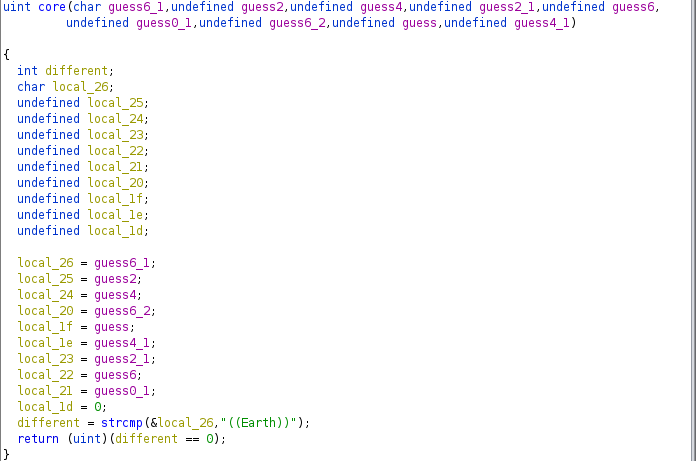 uint core(char guess6_1,undefined guess2,undefined guess4,undefined guess2_1,undefined guess6,
undefined guess0_1,undefined guess6_2,undefined guess,undefined guess4_1)
{
int different;
char local_26;
undefined local_25;
undefined local_24;
undefined local_23;
undefined local_22;
undefined local_21;
undefined local_20;
undefined local_1f;
undefined local_1e;
undefined local_1d;
local_26 = guess6_1;
local_25 = guess2;
local_24 = guess4;
local_20 = guess6_2;
local_1f = guess;
local_1e = guess4_1;
local_23 = guess2_1;
local_22 = guess6;
local_21 = guess0_1;
local_1d = 0;
different = strcmp(&local_26,"((Earth))");
return (uint)(different == 0);
}